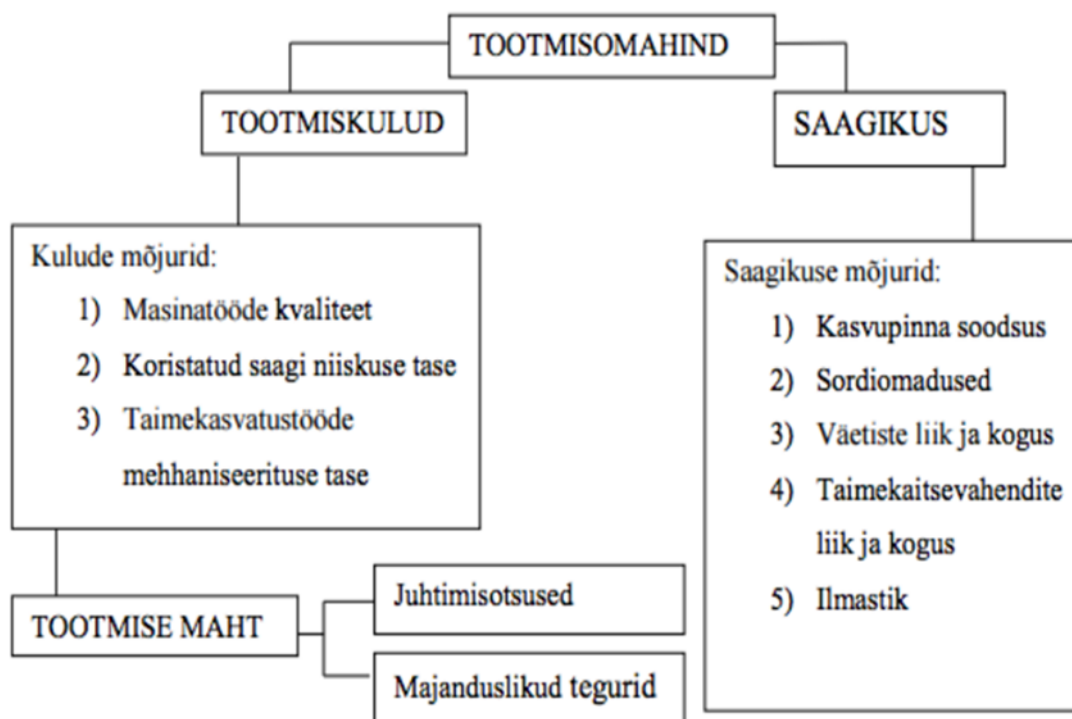 TOOTMISOMAHIND
TOOTMISKULUD
SAAGIKUS
Kulude mõjurid:
1) Masinatööde kvaliteet
2) Koristatud saagi niiskuse tase
3) Taimekasvatustööde
mehhaniseerituse tase
Saagikuse mõjurid:
1) Kasvupinna soodsus
2) Sordiomadused
3) Väetiste liik ja kogus
4) Taimekaitsevahendite
liik ja kogus
5) Ilmastik
TOOTMISE MAHT
Juhtimisotsused
Majanduslikud tegurid